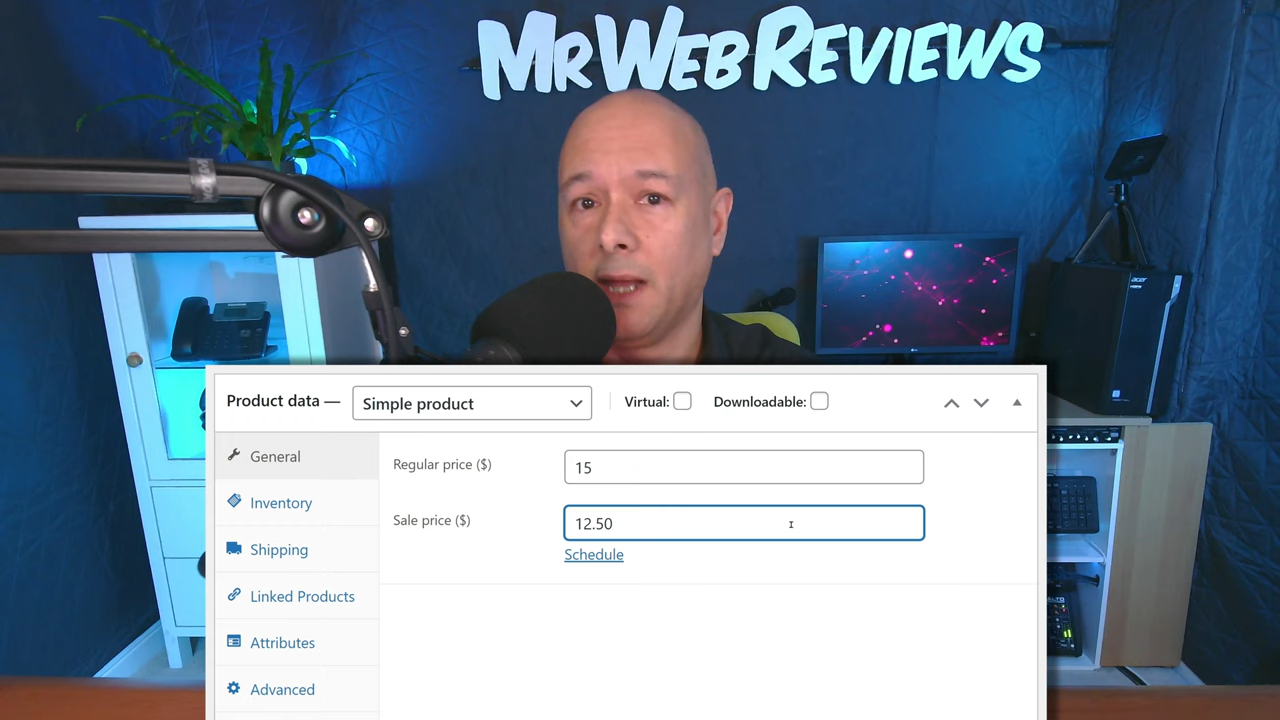 MRWEBREVIEWS
Product data —
Simple product
Virtual:
Downloadable:
General
Inventory
Shipping
Linked Products
Attributes
Advanced
Regular price ($)
15
Sale price ($)
12.50
Schedule
acer